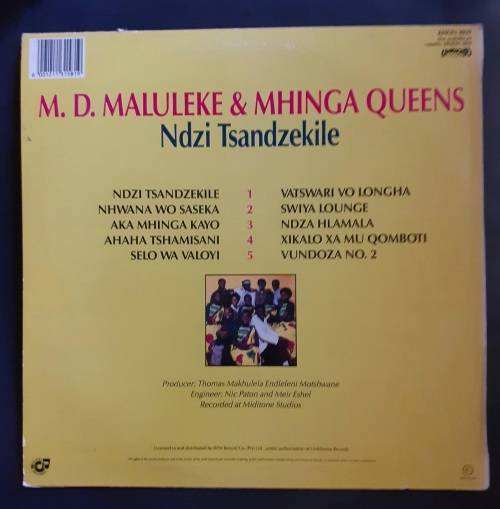 M. D. MALULEKE & MHINGA QUEENS
Ndzi Tsandzekile
NDZI TSANDZEKILE 1 VATSWARI VO LONGHA
NHWANA WO SASEKA 2 SWIYA LOUNGE
AKA MHINGA KAYO 3 NDZA HLAMALA
AHAHA TSHAMISANI 4 XIKALO XA MU QOMBOTI
SELO WA VALOYI 5 VUNDOZA NO. 2
Producer: Thomas Makhulela Endleleni Motshwane
Engineer: Nic Paton and Meir Eshel
Recorded at Miditone Studios